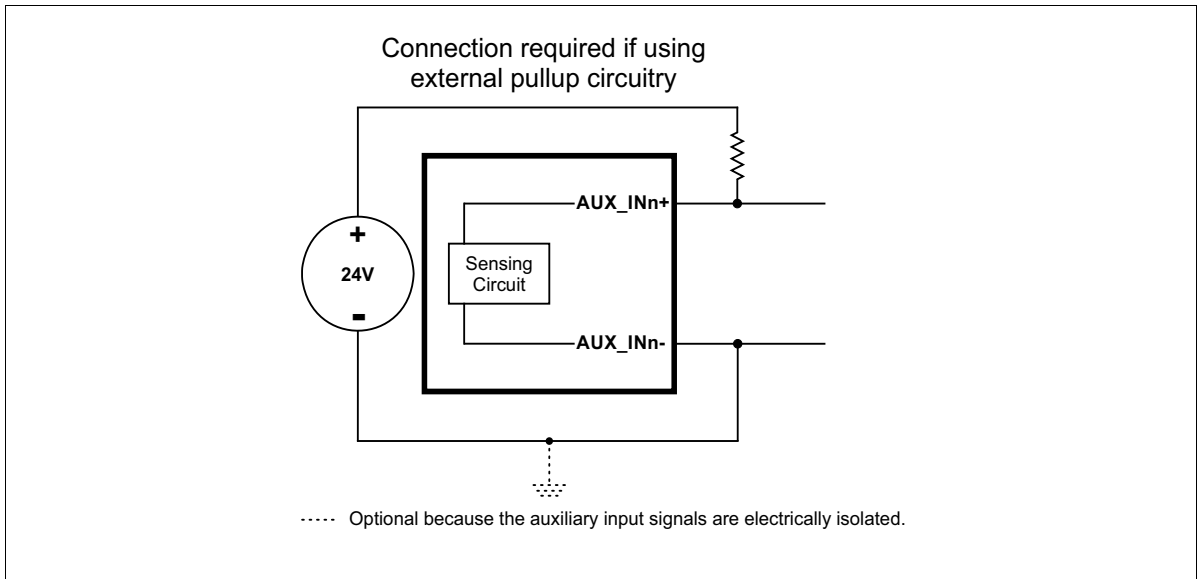 Connection required if using
external pullup circuitry
AUX_INn+
+
24V
-
Sensing
Circuit
AUX_INn-
Optional because the auxiliary input signals are electrically isolated.